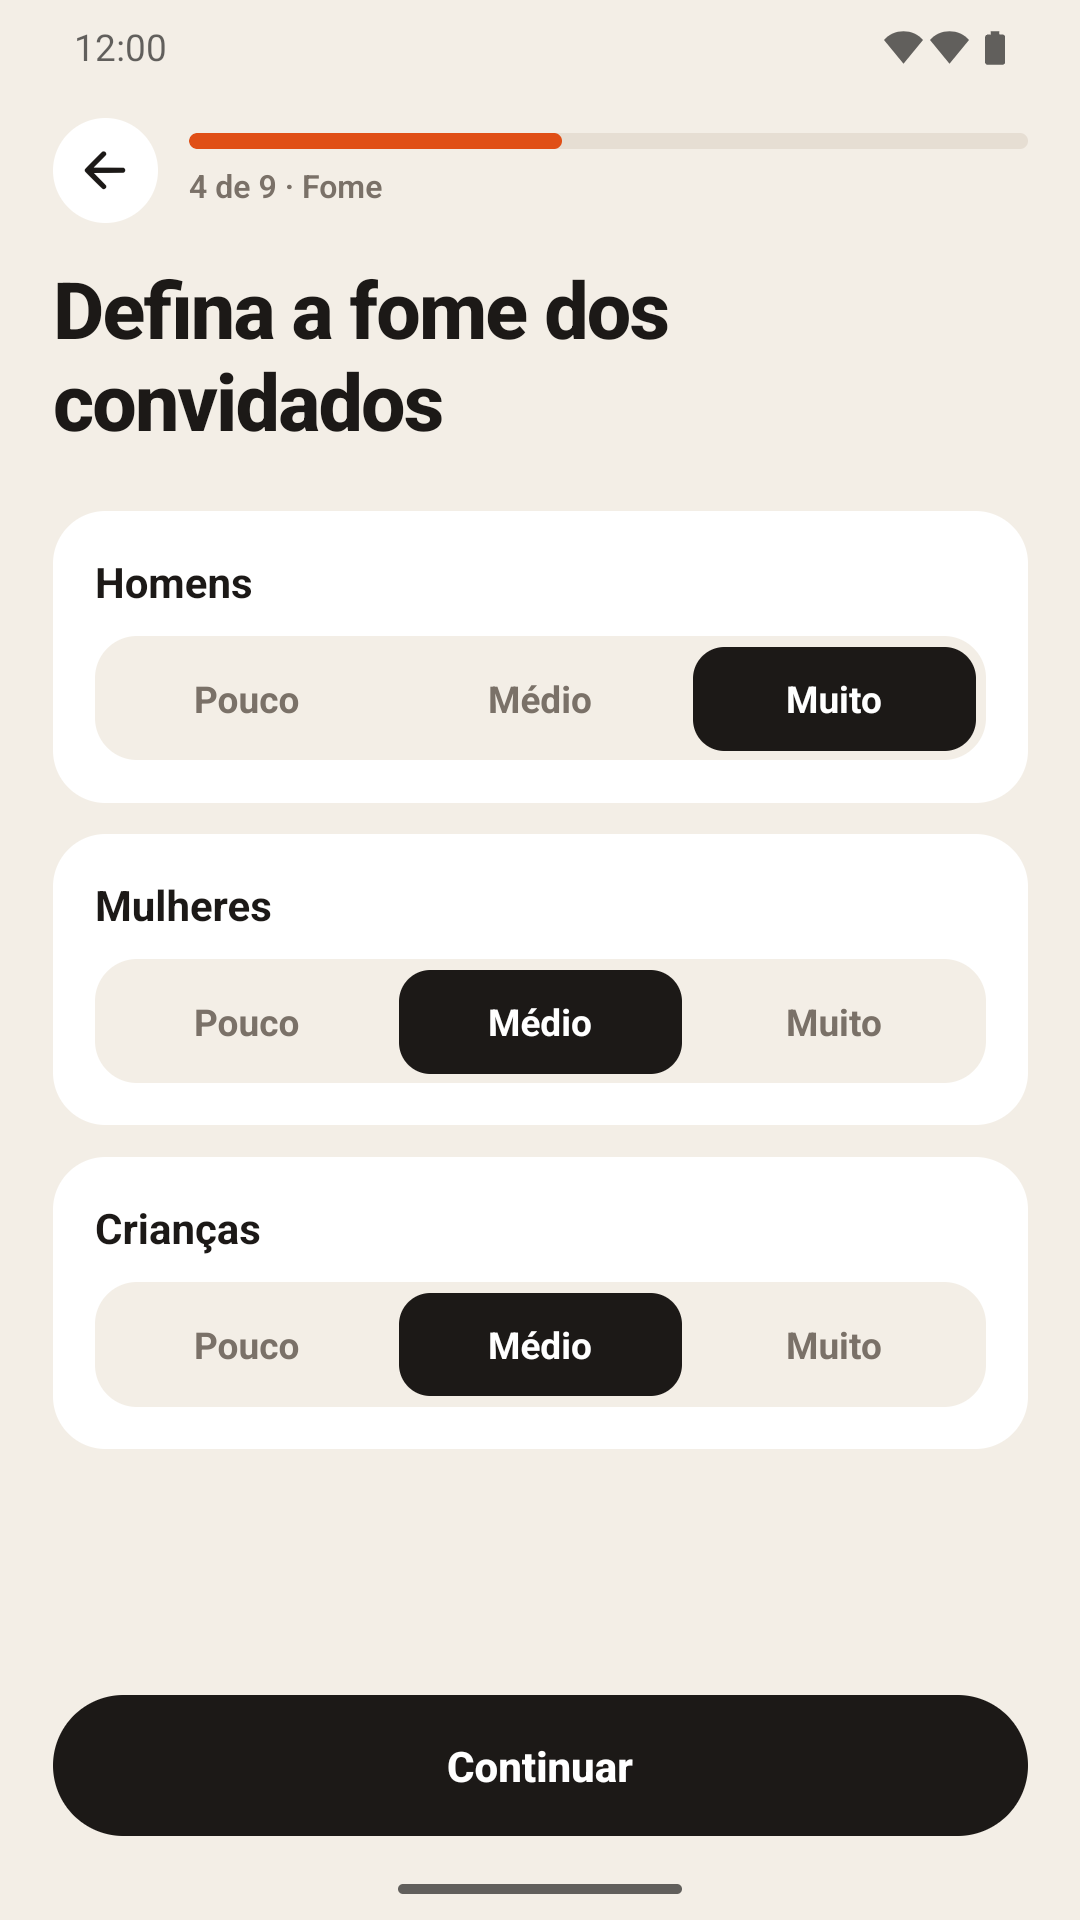 12:00
4 de 9 · Fome
Defina a fome dos
convidados
Homens
Pouco Médio Muito
Mulheres
Pouco Médio Muito
Crianças
Pouco Médio Muito
Continuar